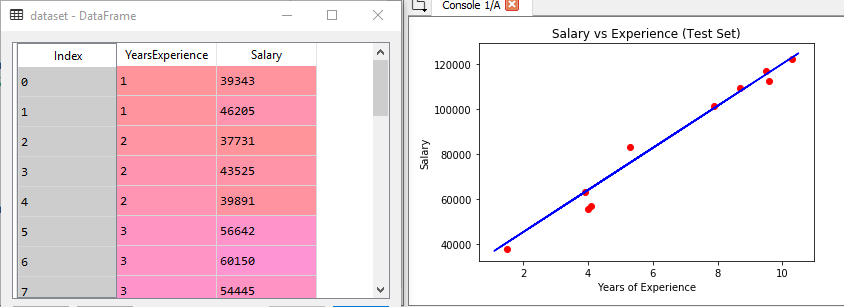 dataset - DataFrame
Index YearsExperience Salary
0 1 39343
1 1 46205
2 2 37731
3 2 43525
4 2 39891
5 3 56642
6 3 60150
7 3 54445
Console 1/A
Salary vs Experience (Test Set)
120000
100000
80000
60000
40000
Salary
2 4 6 8 10
Years of Experience